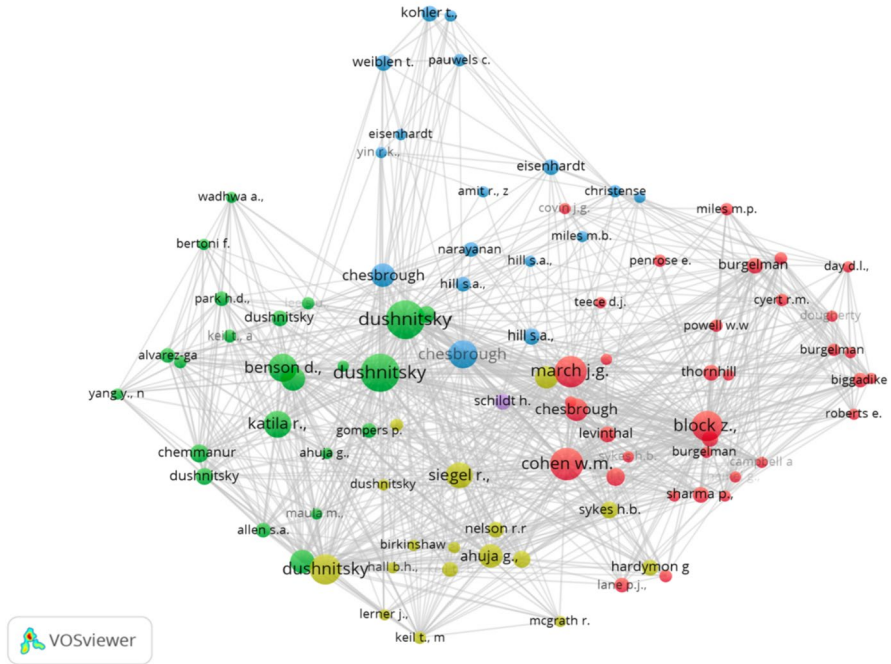 kohler t.,
weiblen t.
pauwels c.
eisenhardt
yin r.k.,
eisenhardt
wadhwa a.,
amit r., z
christense
covin j.g.
miles m.p.
bertoni f.
miles m.b.
narayanan
hill s.a.,
penrose e.
burgelman
day d.l.,
chesbrough
hill s.a.,
park h.d.,
teece d.j.
cyert r.m.
dushnitsky
dushnitsky
dougherty
powell w.w
keil t., a
hill s.a.,
alvarez-ga
chesbrough
burgelman
benson d.,
dushnitsky
march j.g.
thornhill
biggadike
yang y., n
schildt h.
chesbrough
roberts e.
katila r.,
gompers p.
levinthal
block z.,
chemmanur
ahuja g.,
burgelman
sykes h b.
cohen w.m.
campbell a
dushnitsky
siegel r.,
dushnitsky
sharma p.,
maula m.,
sykes h.b.
allen s.a.
nelson r.r
birkinshaw
ahuja g.,
dushnitsky
hall b.h.,
hardymon g
lane p.j.,
lerner j.,
mcgrath r.
keil t., m
VOSviewer